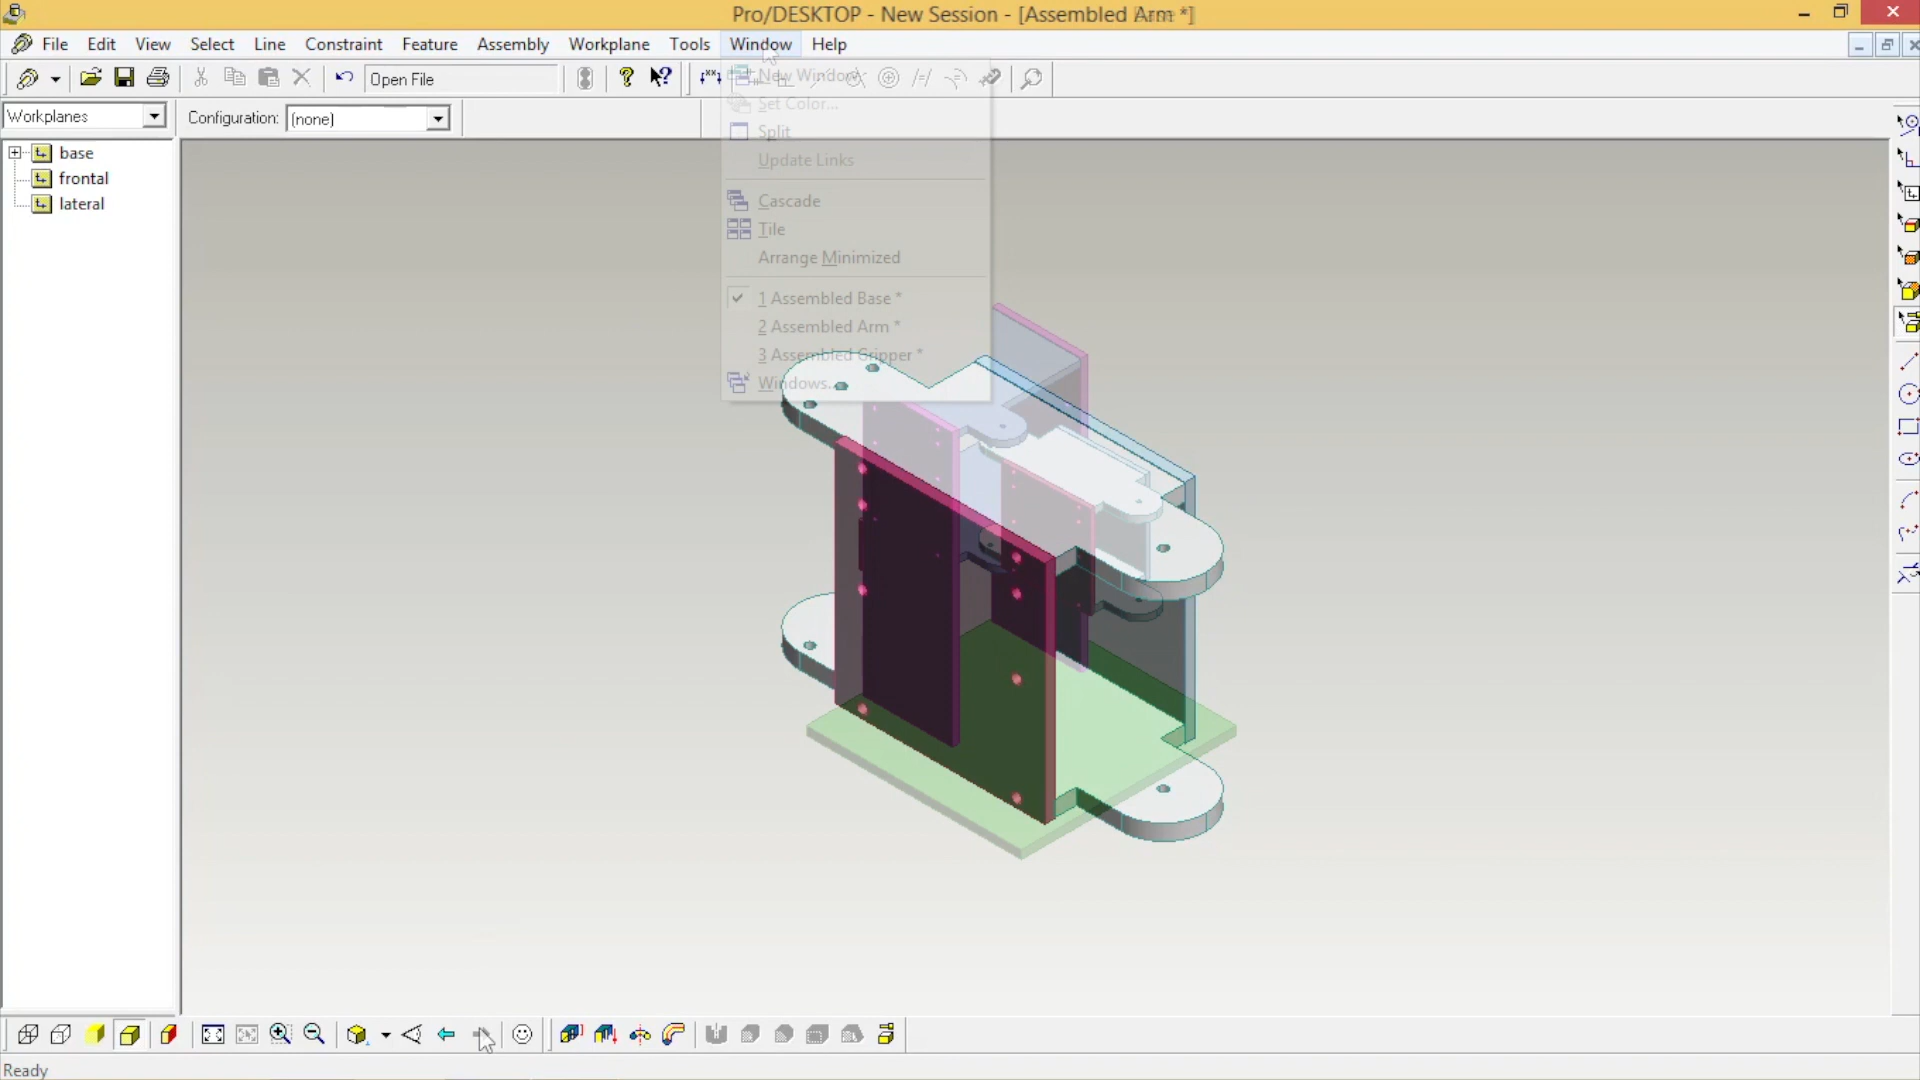 Pro/DESKTOP - New Session - [Assembled Arm *]
File Edit View Select Line Constraint Feature Assembly Workplane Tools Window Help
Open File
Workplanes
Configuration: (none)
base
frontal
lateral
New Window
Set Color...
Split
Update Links
Cascade
Tile
Arrange Minimized
1 Assembled Base *
2 Assembled Arm *
3 Assembled Gripper *
Windows...
Ready